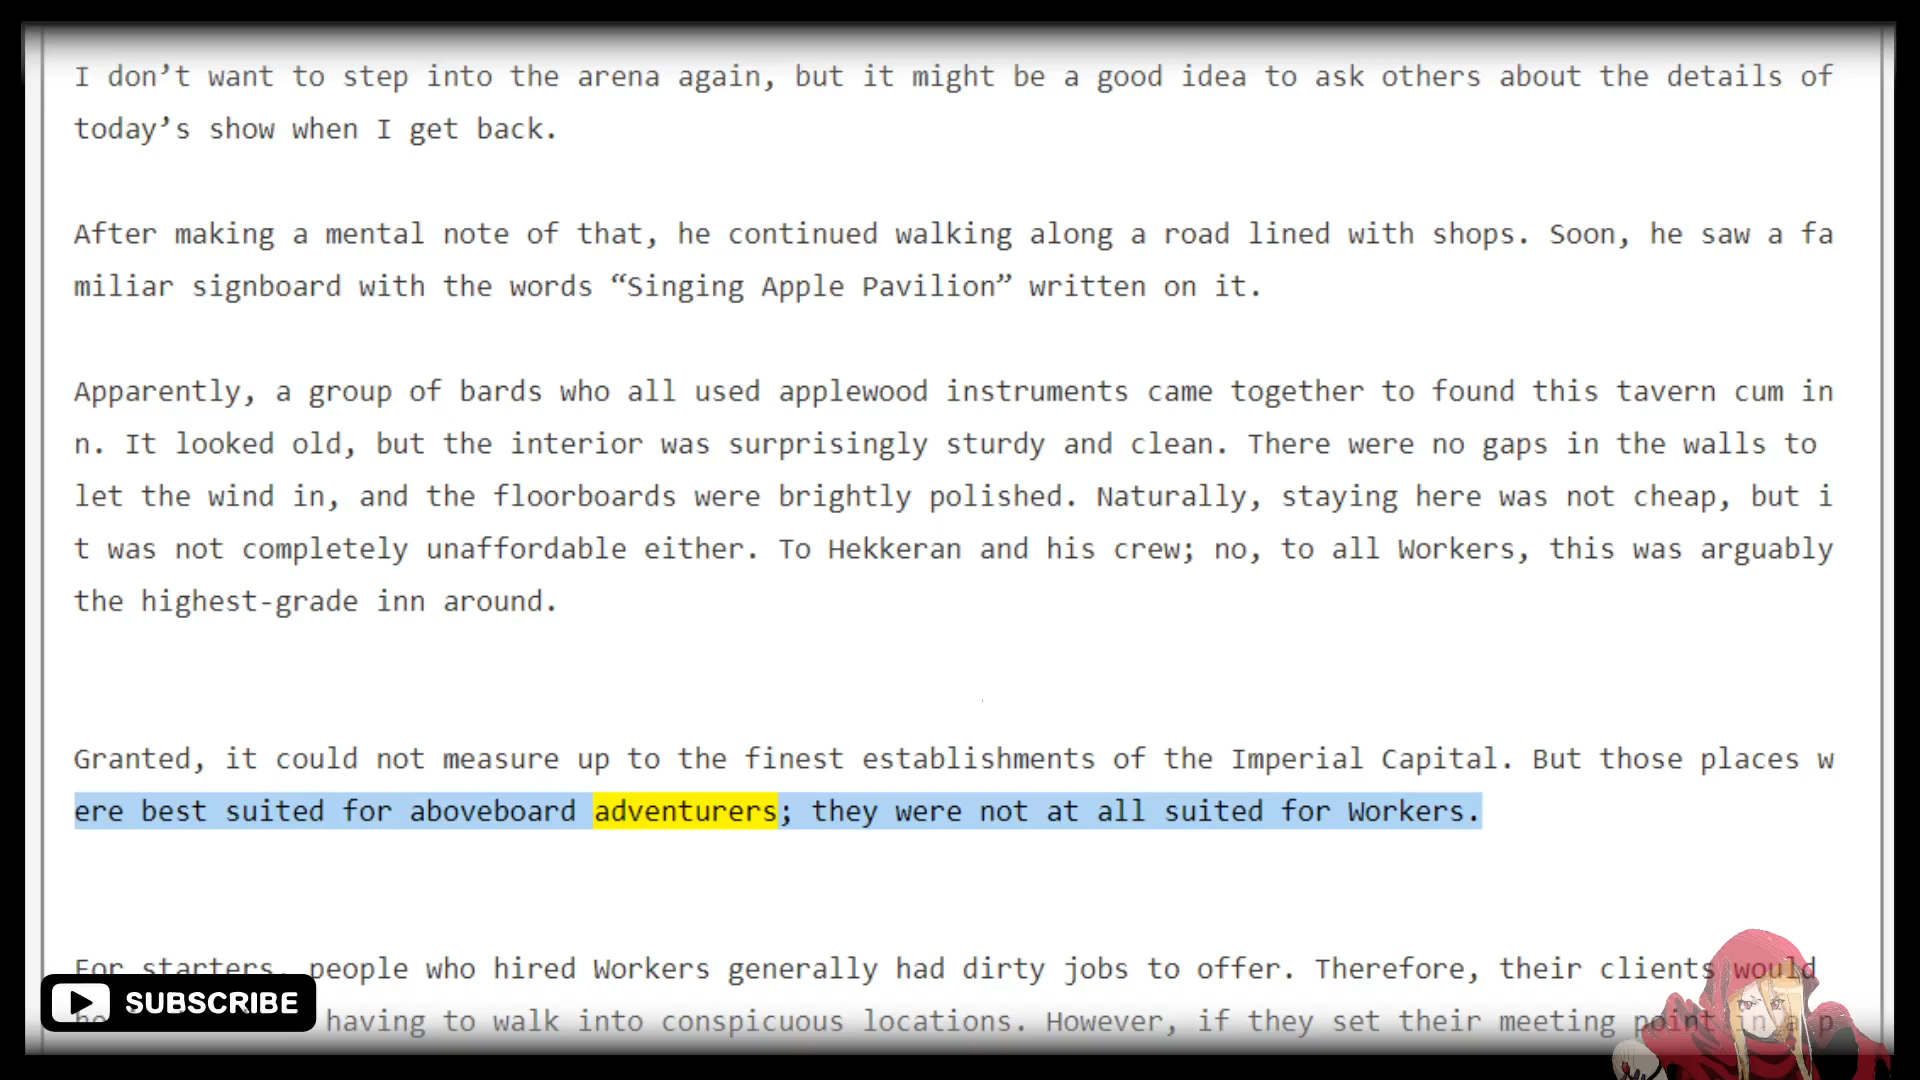 I don’t want to step into the arena again, but it might be a good idea to ask others about the details of
today’s show when I get back.
After making a mental note of that, he continued walking along a road lined with shops. Soon, he saw a fa
miliar signboard with the words “Singing Apple Pavilion” written on it.
Apparently, a group of bards who all used applewood instruments came together to found this tavern cum in
n. It looked old, but the interior was surprisingly sturdy and clean. There were no gaps in the walls to
let the wind in, and the floorboards were brightly polished. Naturally, staying here was not cheap, but i
t was not completely unaffordable either. To Hekkeran and his crew; no, to all Workers, this was arguably
the highest-grade inn around.
Granted, it could not measure up to the finest establishments of the Imperial Capital. But those places w
ere best suited for aboveboard adventurers; they were not at all suited for Workers.
For starters, people who hired Workers generally had dirty jobs to offer. Therefore, their clients would
having to walk into conspicuous locations. However, if they set their meeting point in a p
SUBSCRIBE